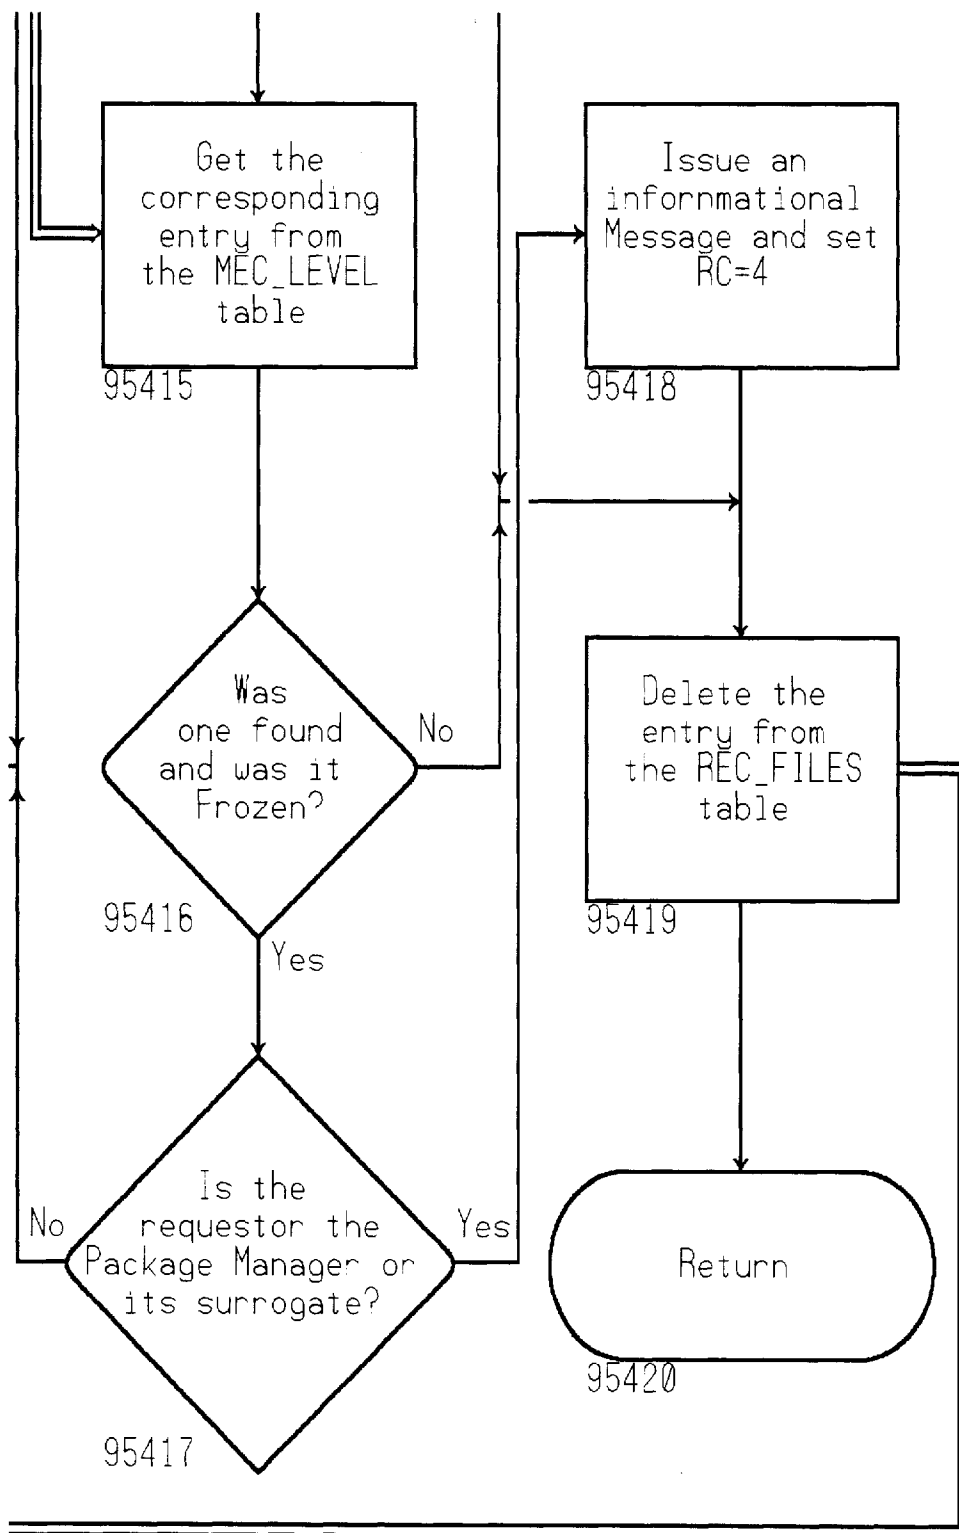 Get the
corresponding
entry from
the MEC_LEVEL
table
95415
Was
one found
and was it
Frozen?
No
95416
Yes
Is the
requestor the
Package Manager or
its surrogate?
No
Yes
95417
Issue an
infornmational
Message and set
RC=4
95418
Delete the
entry from
the REC_FILES
table
95419
Return
95420